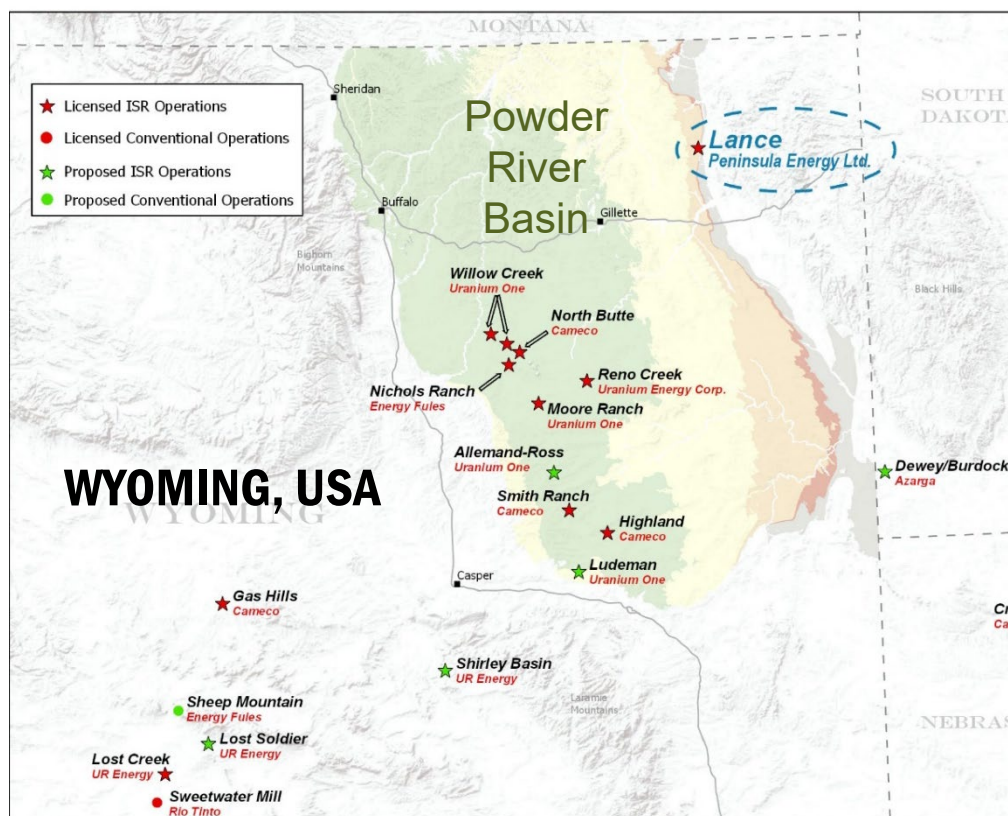 MONTANA
Licensed ISR Operations
Licensed Conventional Operations
Proposed ISR Operations
Proposed Conventional Operations
Sheridan
Powder
River
Basin
SOUTH
DAKOTA
Lance
Peninsula Energy Ltd.
Buffalo
Gillette
Bighorn
Mountains
Black Hills
Willow Creek
Uranium One
North Butte
Cameco
Nichols Ranch
Energy Fules
Reno Creek
Uranium Energy Corp.
Moore Ranch
Uranium One
Allemand-Ross
Uranium One
Dewey/Burdock
Azarga
WYOMING, USA
WYOMING
Smith Ranch
Cameco
Highland
Cameco
Ludeman
Uranium One
Casper
Gas Hills
Cameco
Cr
Ca
Shirley Basin
UR Energy
Laramie
Mountains
Sheep Mountain
Energy Fules
NEBRAS
Lost Soldier
UR Energy
Lost Creek
UR Energy
Sweetwater Mill
Rio Tinto